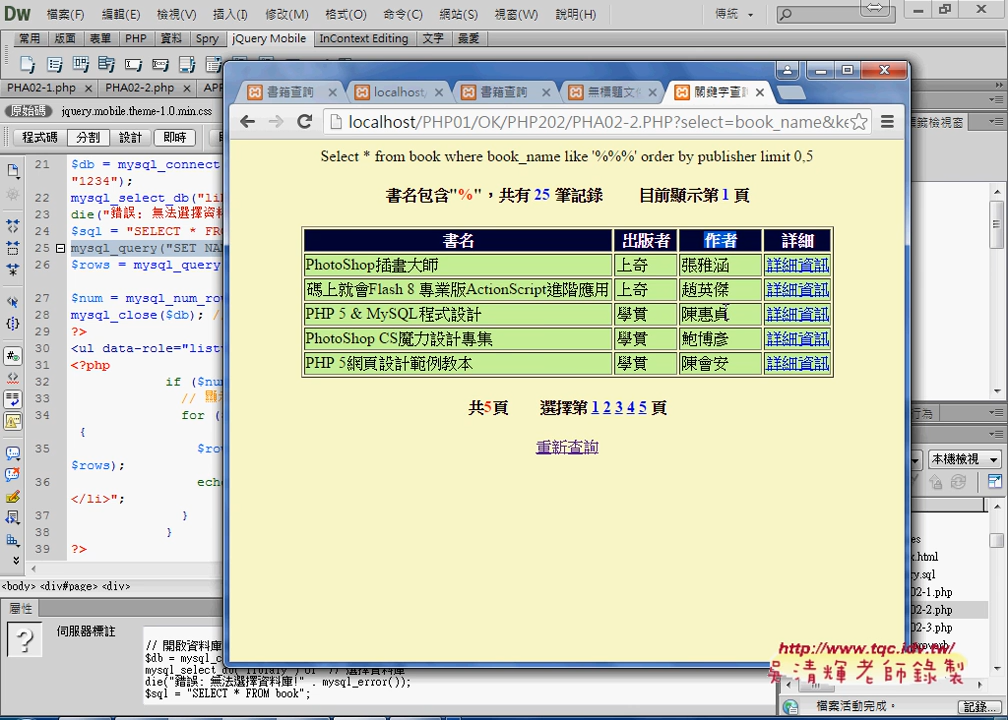 Dw 檔案(F) 編輯(E) 檢視(V) 插入(I) 修改(M) 格式(O) 命令(C) 網站(S) 視窗(W) 說明(H) 傳統
常用 版面 表單 PHP 資料 Spry jQuery Mobile InContext Editing 文字 最愛
PHA02-1.php × PHA02-2.php ×
原始碼 jquery.mobile.theme-1.0.min.css
程式碼 分割 設計 即時
書籍查詢 × localhost/ × 書籍查詢 × 無標題文 × 關鍵字查詢 ×
localhost/PHP01/OK/PHP202/PHA02-2.PHP?select=book_name&ke
Select * from book where book_name like '%%%' order by publisher limit 0,5
書名包含"%"，共有 25 筆記錄 目前顯示第 1 頁
書名 出版者 作者 詳細
PhotoShop插畫大師 上奇 張雅涵 詳細資訊
碼上就會Flash 8 專業版ActionScript進階應用 上奇 趙英傑 詳細資訊
PHP 5 & MySQL程式設計 學貫 陳惠貞 詳細資訊
PhotoShop CS魔力設計專集 學貫 鮑博彥 詳細資訊
PHP 5網頁設計範例教本 學貫 陳會安 詳細資訊
共5頁 選擇第 1 2 3 4 5 頁
重新查詢
21 $db = mysql_connect
"1234");
22 mysql_select_db("li
23 die("錯誤: 無法選擇資料
24 $sql = "SELECT * FRO
25 mysql_query("SET NA
26 $rows = mysql_query
27 $num = mysql_num_ro
28 mysql_close($db); //
29 ?>
30 <ul data-role="list
31 <?php
32 if ($nu
33 //
34 for (
{
35 $ro
$rows);
36 ech
</li>";
37 }
38 }
39 ?>
<body> <div#page> <div>
屬性
伺服器標註
// 開啟資料庫
$db = mysql_c
die("錯誤: 無法選擇資料庫!" . mysql_error());
$sql = "SELECT * FROM book";
行為
本機檢視
02-1.php
02-2.php
02-3.php
http://www.tqc.idv.tw/
吳清輝老師錄製
檔案活動完成。 記錄...